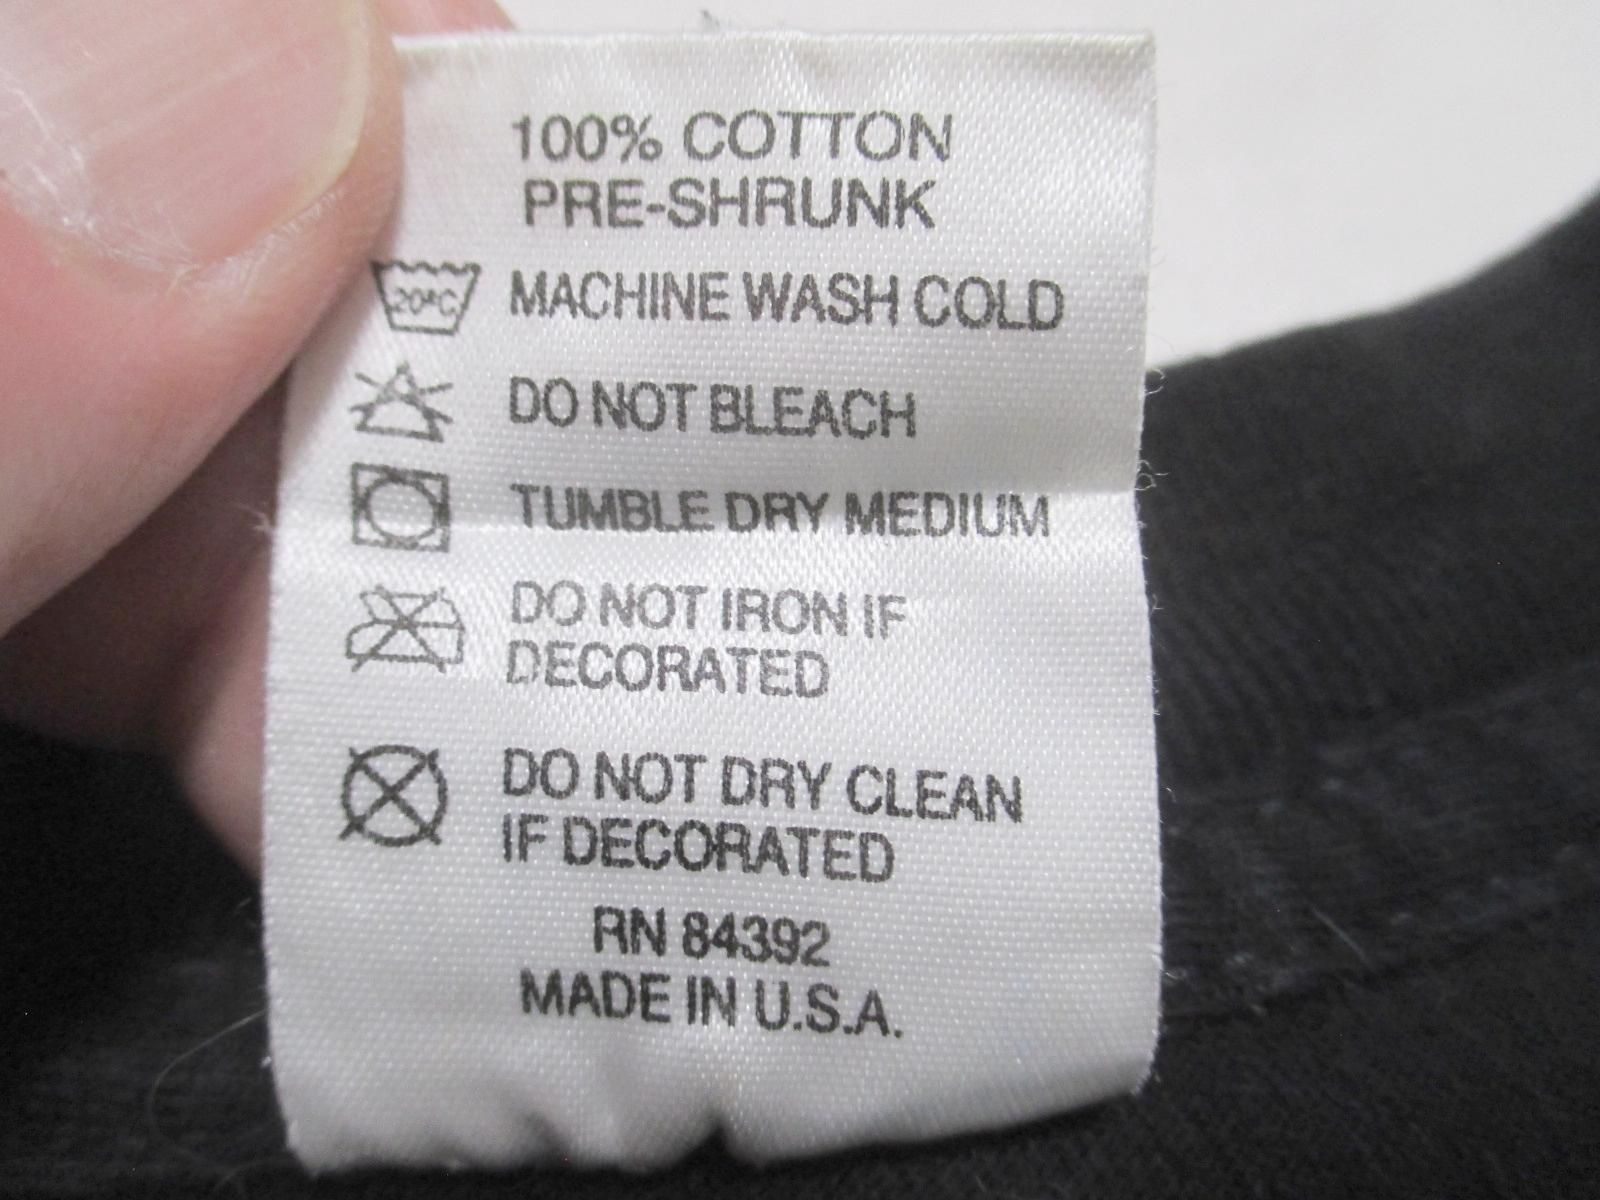 100% COTTON
PRE-SHRUNK
20°C MACHINE WASH COLD
DO NOT BLEACH
TUMBLE DRY MEDIUM
DO NOT IRON IF
DECORATED
DO NOT DRY CLEAN
IF DECORATED
RN 84392
MADE IN U.S.A.